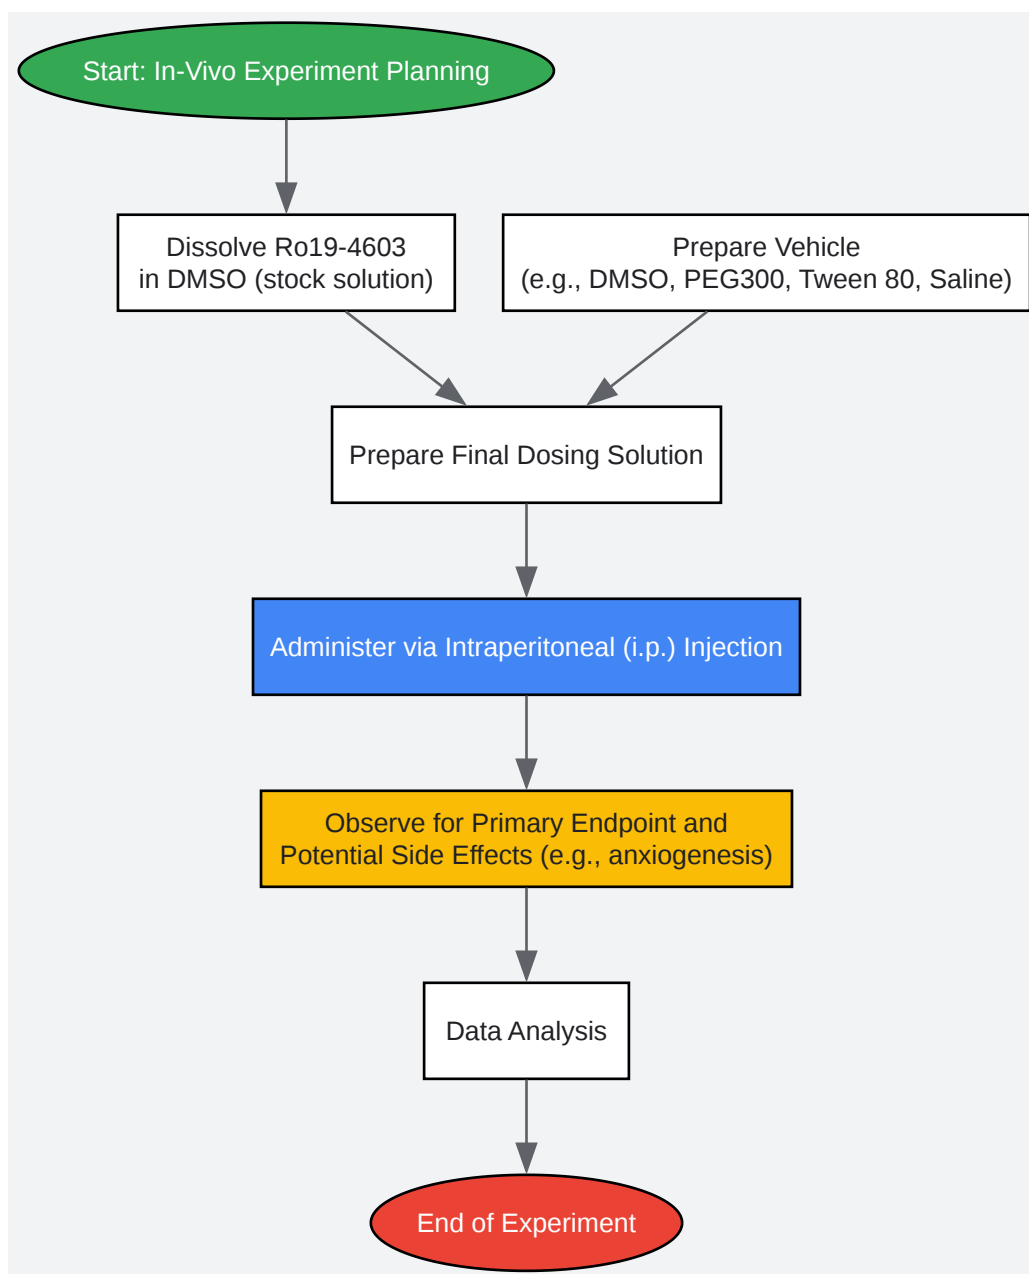 Start: In-Vivo Experiment Planning
Dissolve Ro19-4603
in DMSO (stock solution)
Prepare Vehicle
(e.g., DMSO, PEG300, Tween 80, Saline)
Prepare Final Dosing Solution
Administer via Intraperitoneal (i.p.) Injection
Observe for Primary Endpoint and
Potential Side Effects (e.g., anxiogenesis)
Data Analysis
End of Experiment